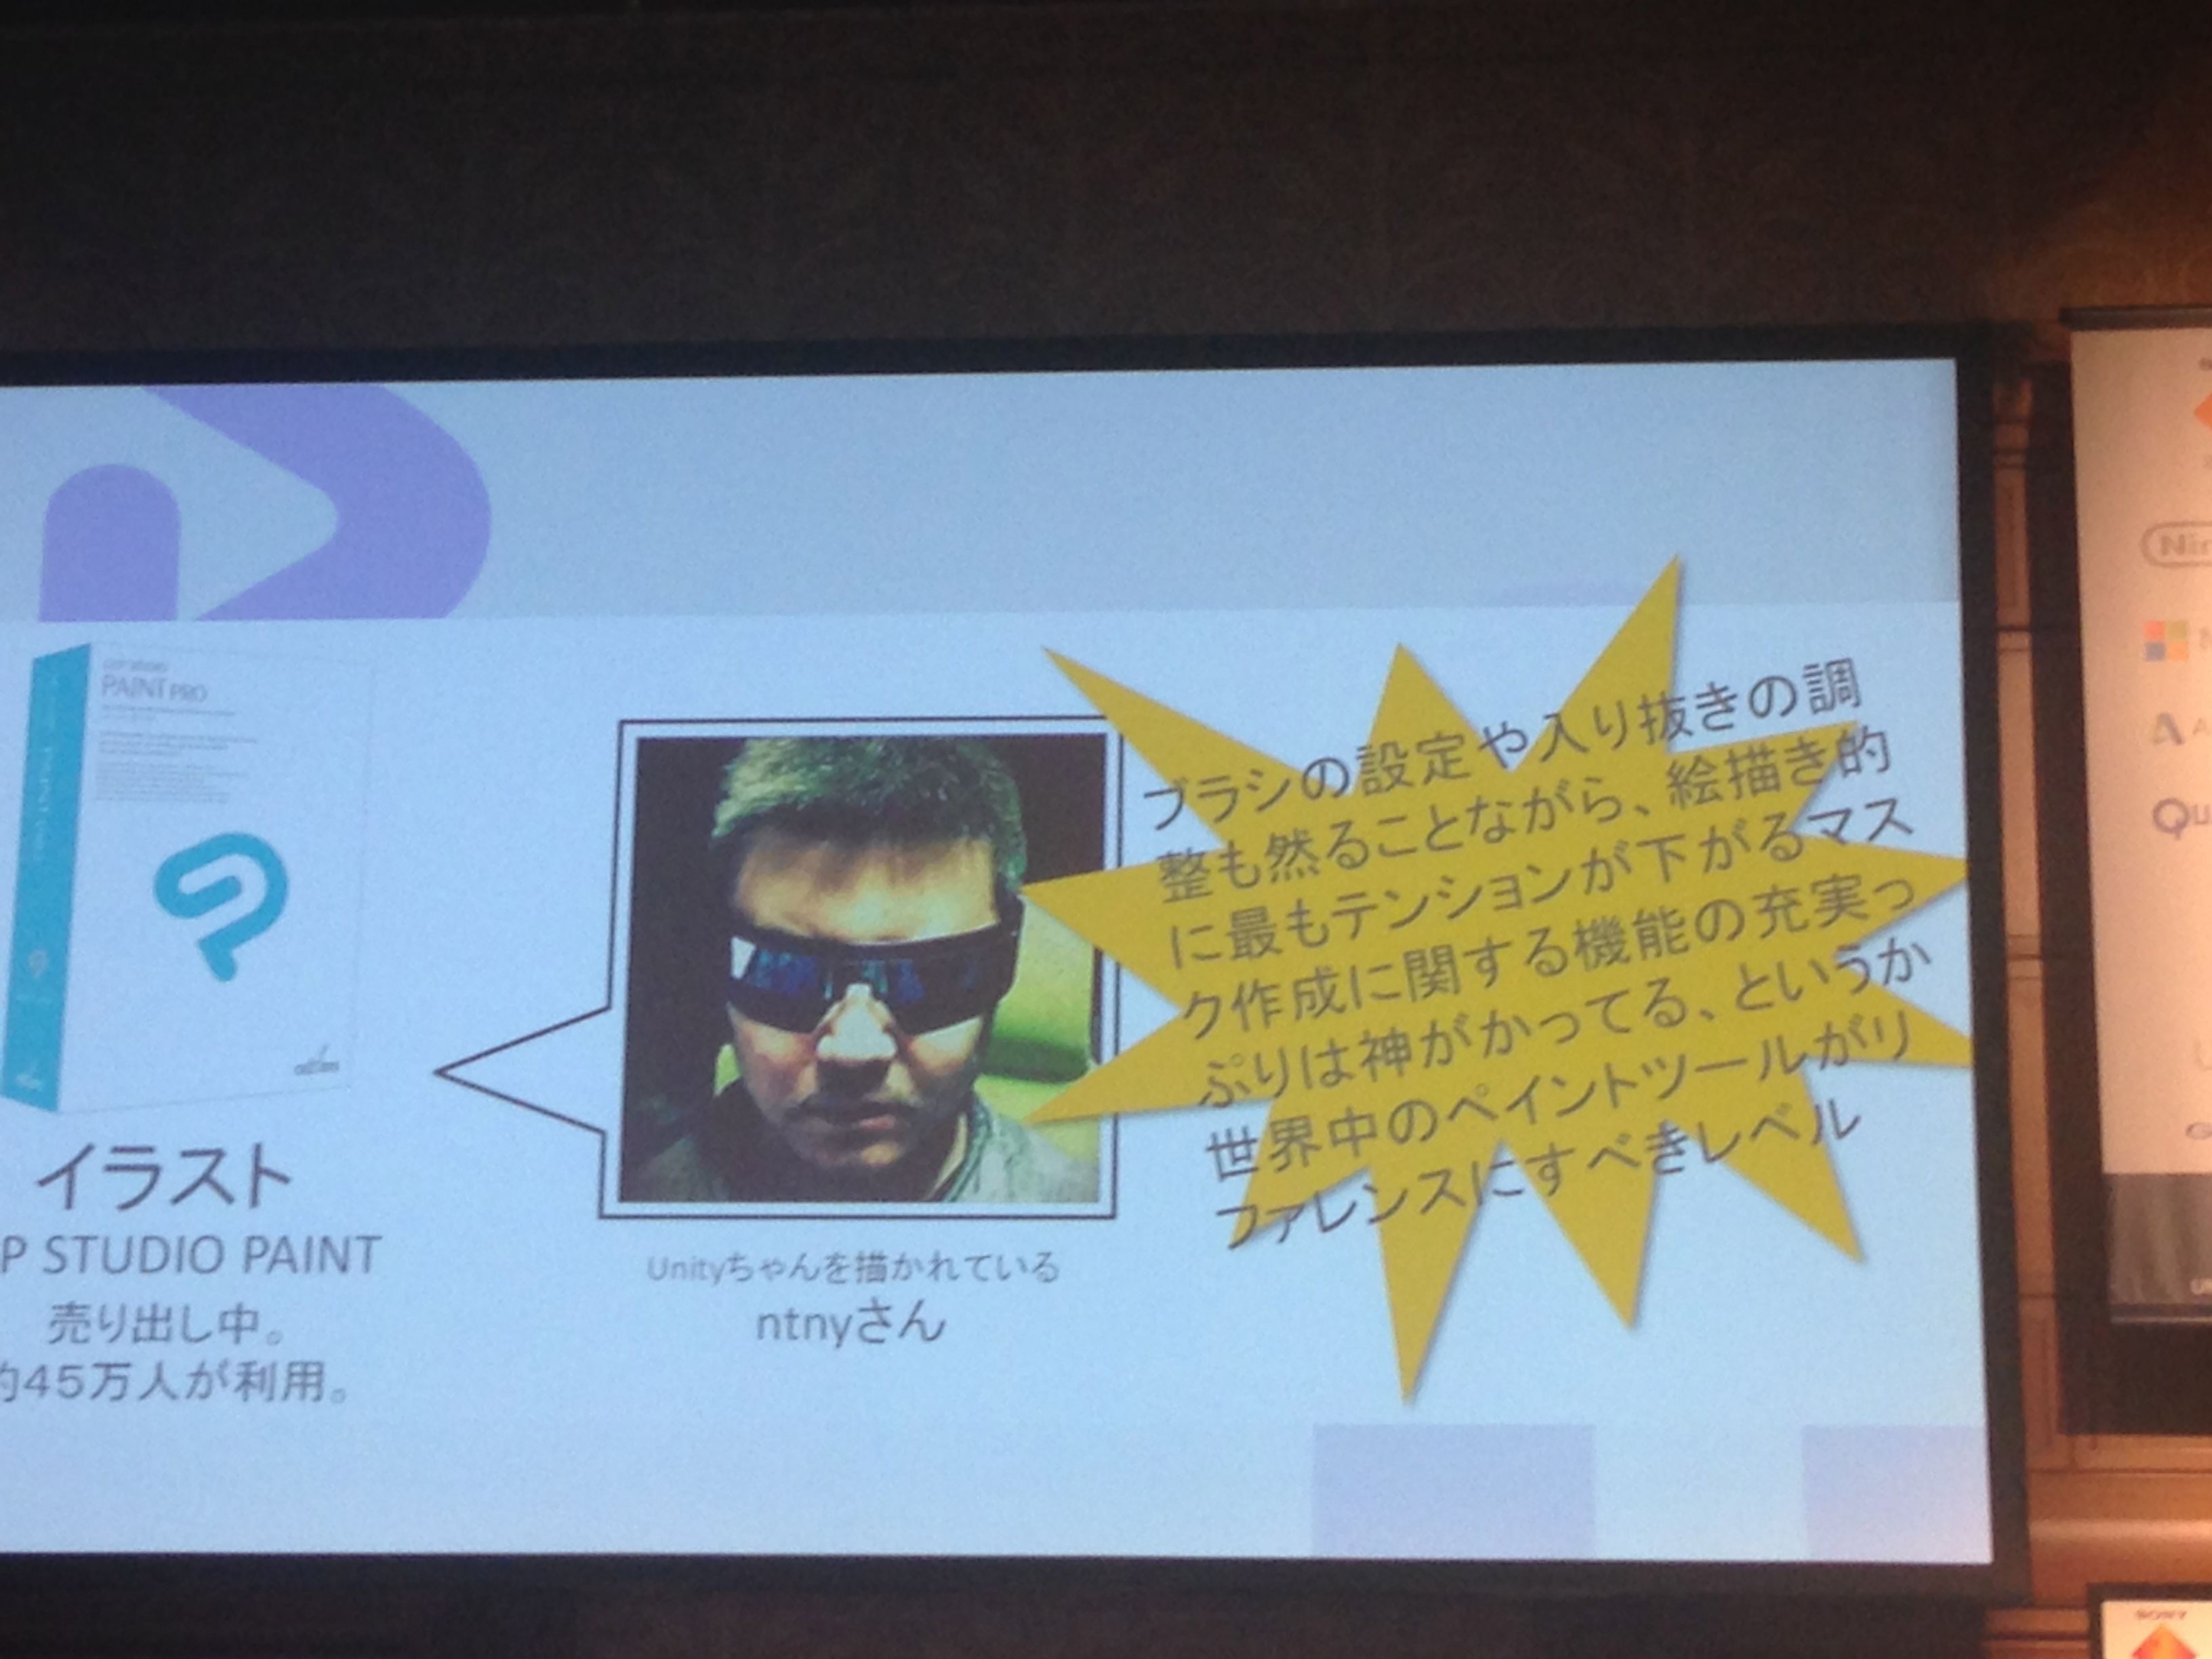 PAINT PRO
イラスト
P STUDIO PAINT
売り出し中。
約45万人が利用。
Unityちゃんを描かれている
ntnyさん
ブラシの設定や入り抜きの調
整も然ることながら、絵描き的
に最もテンションが下がるマス
ク作成に関する機能の充実っ
ぷりは神がかってる、というか
世界中のペイントツールがリ
ファレンスにすべきレベル
Nin
A
Qu
SONY